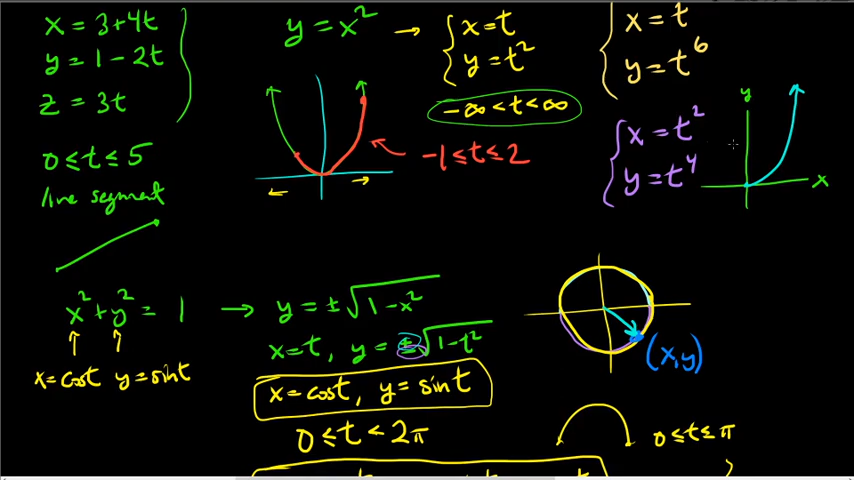 x = 3+4t
y = 1-2t
z = 3t
0≤t≤5
line segment
y = x² → { x=t
y = t²
-∞<t<∞
-1≤t≤2
x = t
y = t⁶
x = t²
y = t⁴
y
x
x²+y² = 1 → y = ±√1-x²
x=t, y = ±√1-t²
x=cost y=sint
x=cost, y=sint
0≤t<2π
(x,y)
0≤t≤π